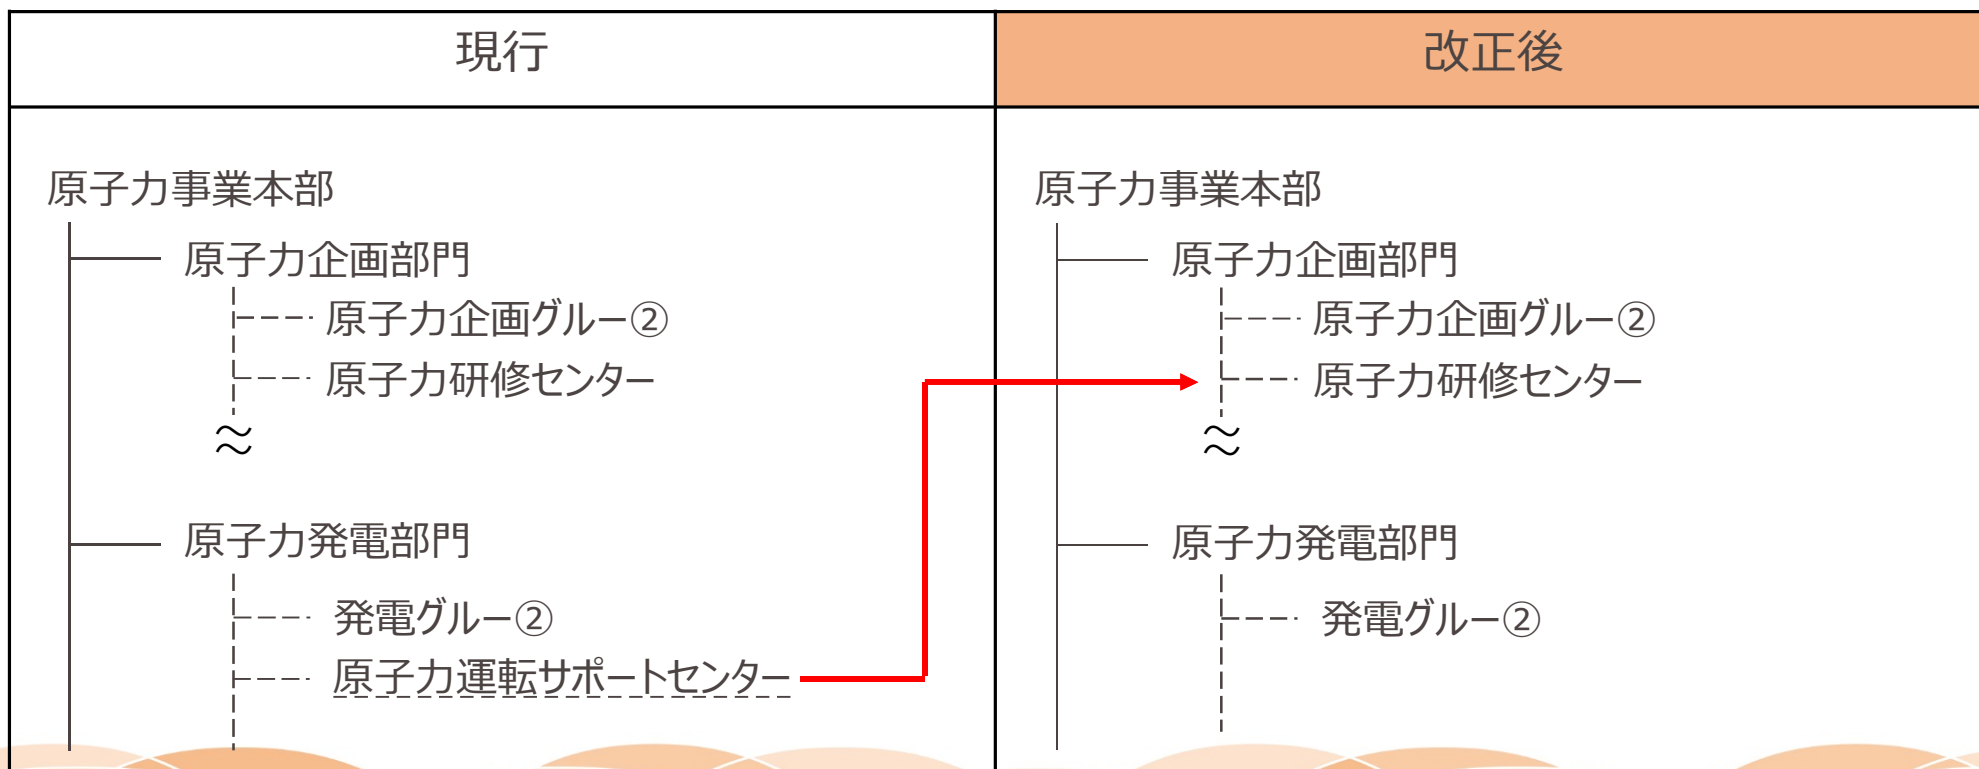 現行
改正後
原子力事業本部
原子力企画部門
原子力企画グルー②
原子力研修センター
原子力発電部門
発電グルー②
原子力運転サポートセンター
原子力事業本部
原子力企画部門
原子力企画グルー②
原子力研修センター
原子力発電部門
発電グルー②